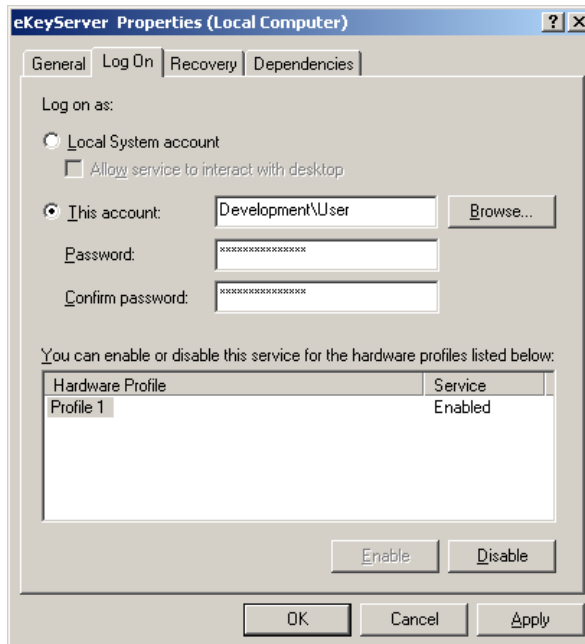 eKeyServer Properties (Local Computer)
General Log On Recovery Dependencies
Log on as:
Local System account
Allow service to interact with desktop
This account: Development\User Browse...
Password: ***************
Confirm password: ***************
You can enable or disable this service for the hardware profiles listed below:
Hardware Profile Service
Profile 1 Enabled
Enable Disable
OK Cancel Apply